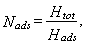 N_ads = H_tot / H_ads,